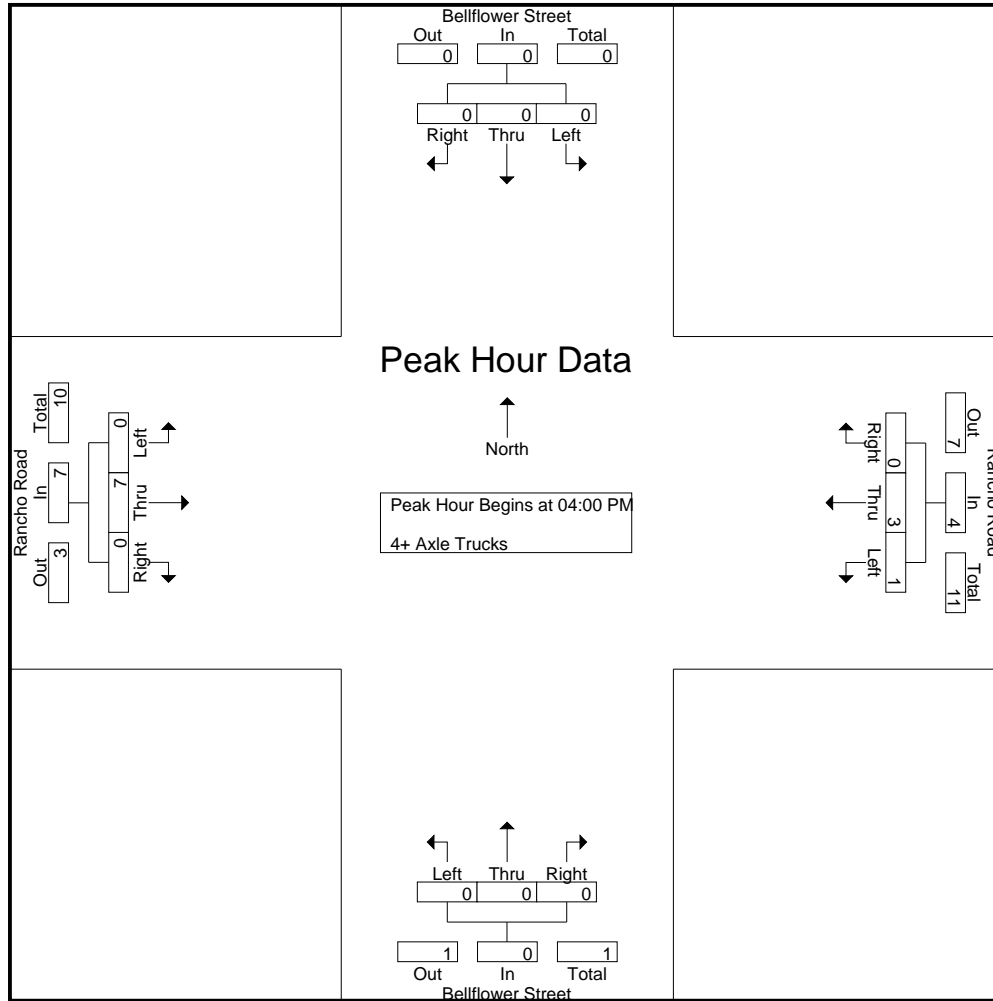 Bellflower Street
Out In Total
0 0 0
0 0 0
Right Thru Left
Peak Hour Data
North
Peak Hour Begins at 04:00 PM
4+ Axle Trucks
Rancho Road
Total In Out
10 7 3
0 7 0
Left Thru Right
Rancho Road
Out In Total
7 4 11
0 3 1
Right Thru Left
Left Thru Right
0 0 0
1 0 1
Out In Total
Bellflower Street